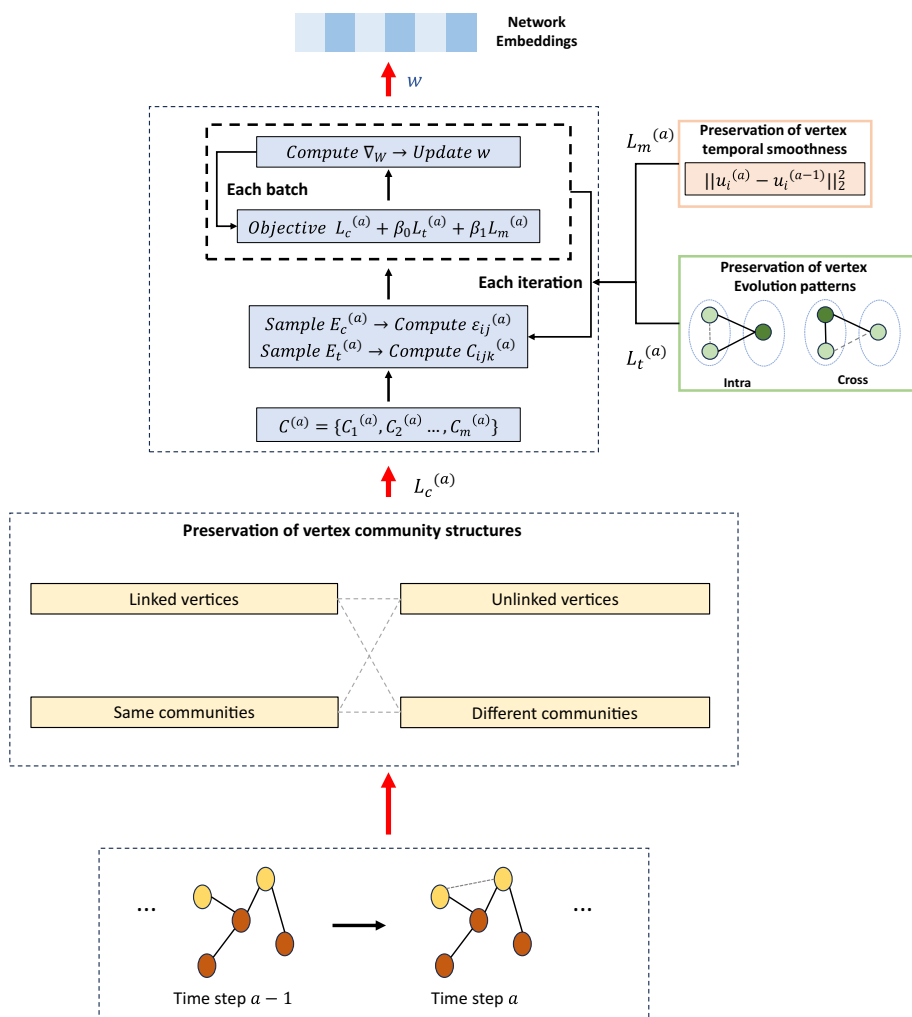 Network
Embeddings
w
Compute ∇_W → Update w
Each batch
Objective L_c^(a) + β_0 L_t^(a) + β_1 L_m^(a)
Each iteration
Sample E_c^(a) → Compute ε_ij^(a)
Sample E_t^(a) → Compute C_ijk^(a)
C^(a) = {C_1^(a), C_2^(a) …, C_m^(a)}
L_m^(a)
Preservation of vertex
temporal smoothness
||u_i^(a) − u_i^(a−1)||_2^2
Preservation of vertex
Evolution patterns
L_t^(a)
Intra
Cross
L_c^(a)
Preservation of vertex community structures
Linked vertices
Unlinked vertices
Same communities
Different communities
...
...
Time step a − 1
Time step a